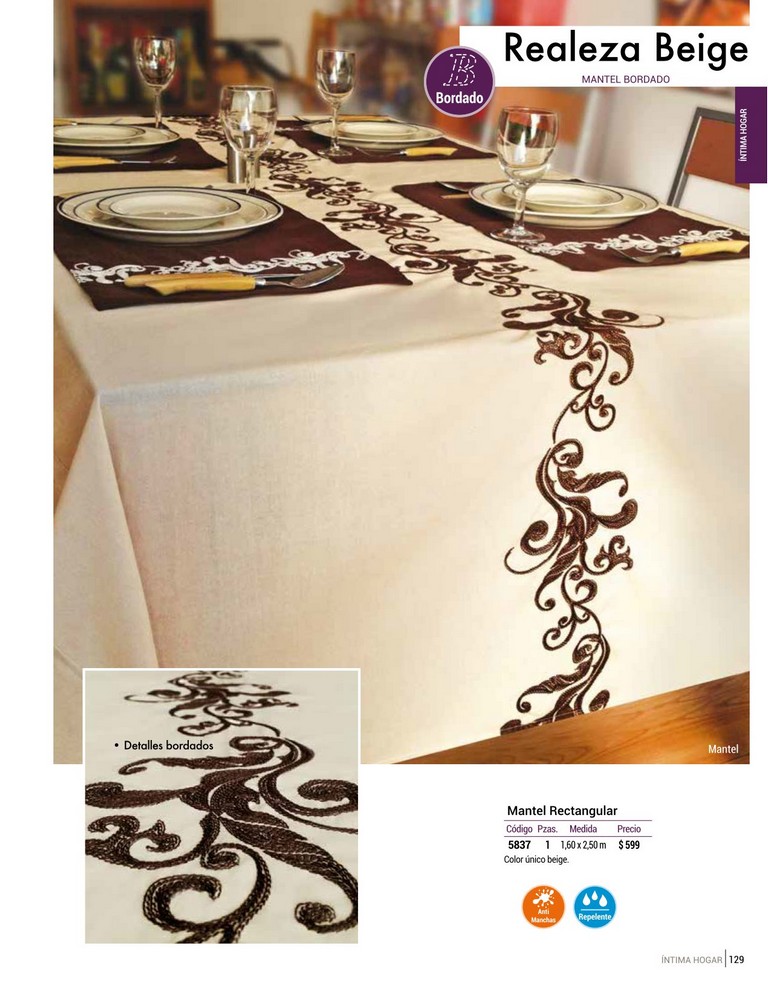 Realeza Beige
MANTEL BORDADO
B
Bordado
ÍNTIMA HOGAR
• Detalles bordados
Mantel
Mantel Rectangular
Código Pzas. Medida Precio
5837 1 1,60 x 2,50 m $ 599
Color único beige.
Anti
Manchas
Repelente
ÍNTIMA HOGAR 129